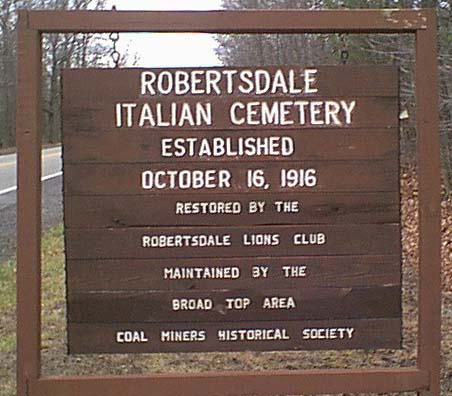 ROBERTSDALE
ITALIAN CEMETERY
ESTABLISHED
OCTOBER 16, 1916
RESTORED BY THE
ROBERTSDALE LIONS CLUB
MAINTAINED BY THE
BROAD TOP AREA
COAL MINERS HISTORICAL SOCIETY